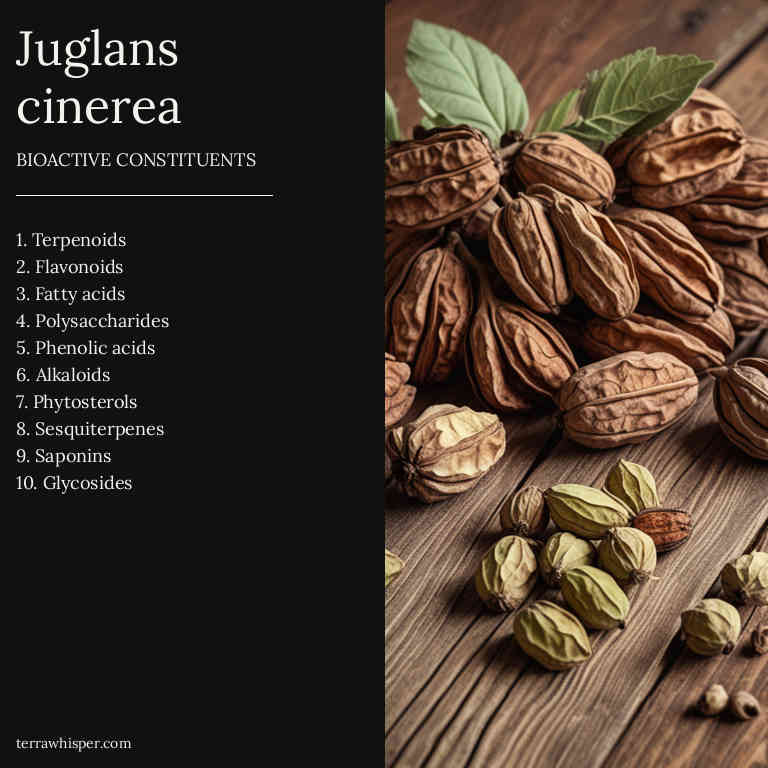 Juglans
cinerea
BIOACTIVE CONSTITUENTS
1. Terpenoids
2. Flavonoids
3. Fatty acids
4. Polysaccharides
5. Phenolic acids
6. Alkaloids
7. Phytosterols
8. Sesquiterpenes
9. Saponins
10. Glycosides
terrawhisper.com